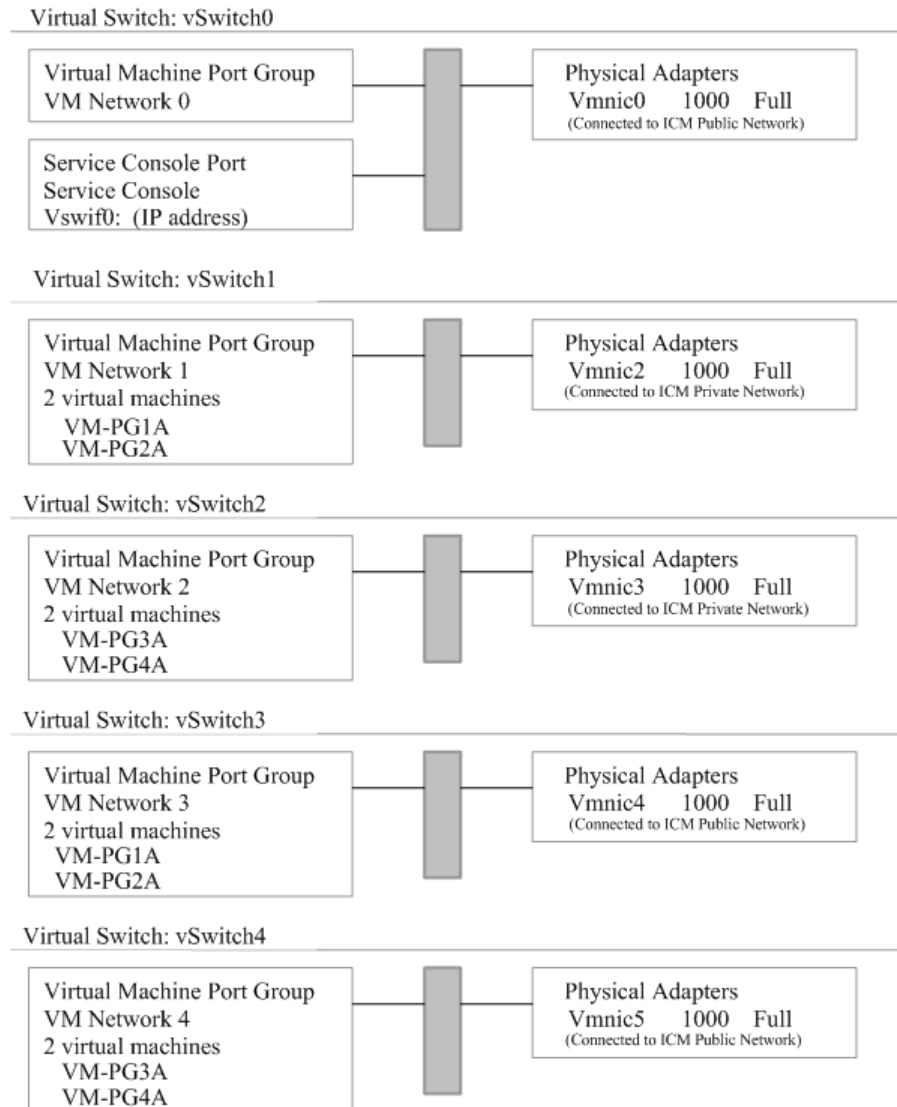 Virtual Switch: vSwitch0
Virtual Machine Port Group
VM Network 0
Physical Adapters
Vmnic0 1000 Full
(Connected to ICM Public Network)
Service Console Port
Service Console
Vswif0: (IP address)
Virtual Switch: vSwitch1
Virtual Machine Port Group
VM Network 1
2 virtual machines
VM-PG1A
VM-PG2A
Physical Adapters
Vmnic2 1000 Full
(Connected to ICM Private Network)
Virtual Switch: vSwitch2
Virtual Machine Port Group
VM Network 2
2 virtual machines
VM-PG3A
VM-PG4A
Physical Adapters
Vmnic3 1000 Full
(Connected to ICM Private Network)
Virtual Switch: vSwitch3
Virtual Machine Port Group
VM Network 3
2 virtual machines
VM-PG1A
VM-PG2A
Physical Adapters
Vmnic4 1000 Full
(Connected to ICM Public Network)
Virtual Switch: vSwitch4
Virtual Machine Port Group
VM Network 4
2 virtual machines
VM-PG3A
VM-PG4A
Physical Adapters
Vmnic5 1000 Full
(Connected to ICM Public Network)